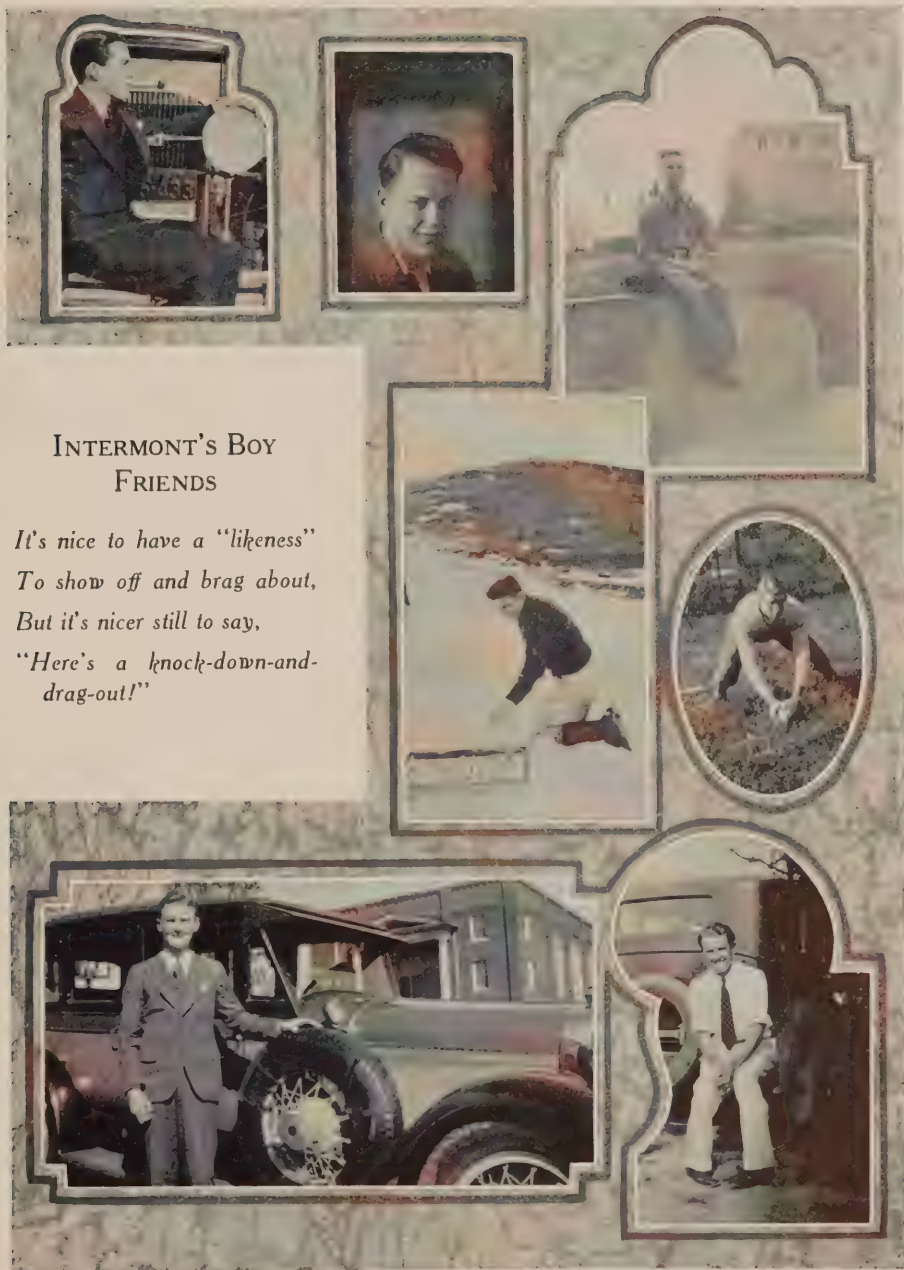 INTERMONT'S BOY
FRIENDS
It's nice to have a "likeness"
To show off and brag about,
But it's nicer still to say,
"Here's a knock-down-and-
drag-out!"